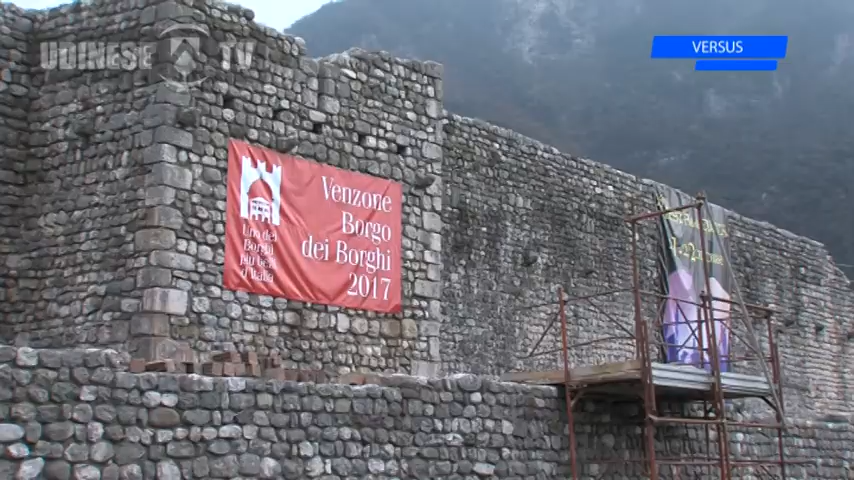 UDINESE TV
VERSUS
Venzone
Borgo
dei Borghi
2017
Uno dei
Borghi
più belli
d'Italia